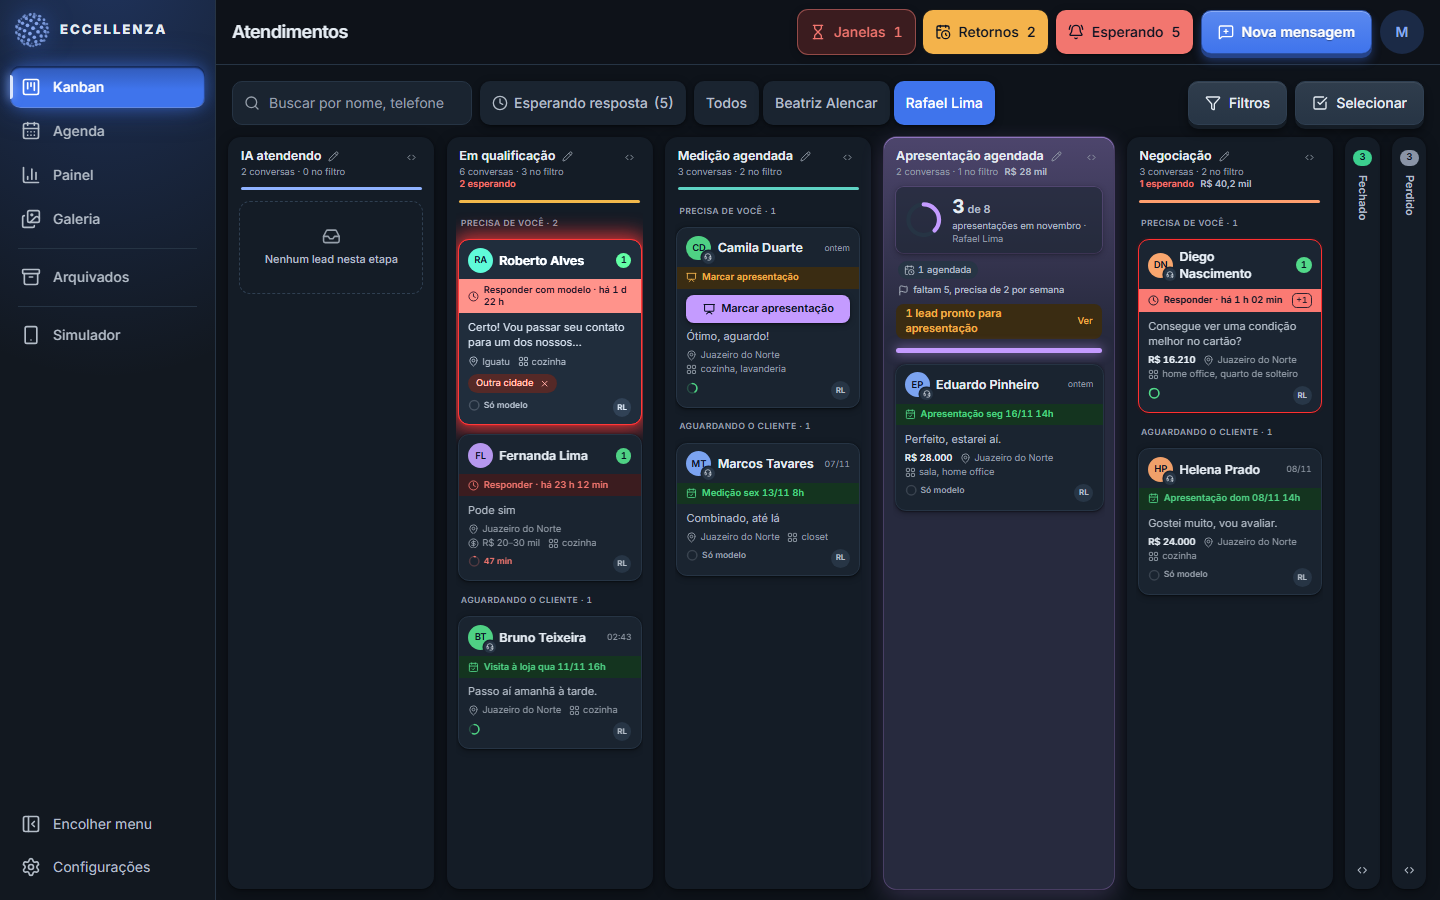 ECCELLENZA
Kanban
Agenda
Painel
Galeria
Arquivados
Simulador
Encolher menu
Configurações
Atendimentos
Janelas 1
Retornos 2
Esperando 5
Nova mensagem
M
Buscar por nome, telefone
Esperando resposta (5)
Todos
Beatriz Alencar
Rafael Lima
Filtros
Selecionar
IA atendendo
2 conversas · 0 no filtro
Nenhum lead nesta etapa
Em qualificação
6 conversas · 3 no filtro
2 esperando
PRECISA DE VOCÊ · 2
RA Roberto Alves 1
Responder com modelo · há 1 d
22 h
Certo! Vou passar seu contato
para um dos nossos...
Iguatu cozinha
Outra cidade ×
Só modelo RL
FL Fernanda Lima 1
Responder · há 23 h 12 min
Pode sim
Juazeiro do Norte
R$ 20–30 mil cozinha
47 min RL
AGUARDANDO O CLIENTE · 1
BT Bruno Teixeira 02:43
Visita à loja qua 11/11 16h
Passo aí amanhã à tarde.
Juazeiro do Norte cozinha
RL
Medição agendada
3 conversas · 2 no filtro
PRECISA DE VOCÊ · 1
CD Camila Duarte ontem
Marcar apresentação
Marcar apresentação
Ótimo, aguardo!
Juazeiro do Norte
cozinha, lavanderia
RL
AGUARDANDO O CLIENTE · 1
MT Marcos Tavares 07/11
Medição sex 13/11 8h
Combinado, até lá
Juazeiro do Norte closet
Só modelo RL
Apresentação agendada
2 conversas · 1 no filtro R$ 28 mil
3 de 8
apresentações em novembro ·
Rafael Lima
1 agendada
faltam 5, precisa de 2 por semana
1 lead pronto para
apresentação Ver
EP Eduardo Pinheiro ontem
Apresentação seg 16/11 14h
Perfeito, estarei aí.
R$ 28.000 Juazeiro do Norte
sala, home office
Só modelo RL
Negociação
3 conversas · 2 no filtro
1 esperando R$ 40,2 mil
PRECISA DE VOCÊ · 1
DN Diego
Nascimento 1
Responder · há 1 h 02 min +1
Consegue ver uma condição
melhor no cartão?
R$ 16.210 Juazeiro do Norte
home office, quarto de solteiro
RL
AGUARDANDO O CLIENTE · 1
HP Helena Prado 08/11
Apresentação dom 08/11 14h
Gostei muito, vou avaliar.
R$ 24.000 Juazeiro do Norte
cozinha
Só modelo RL
3 Fechado
3 Perdido